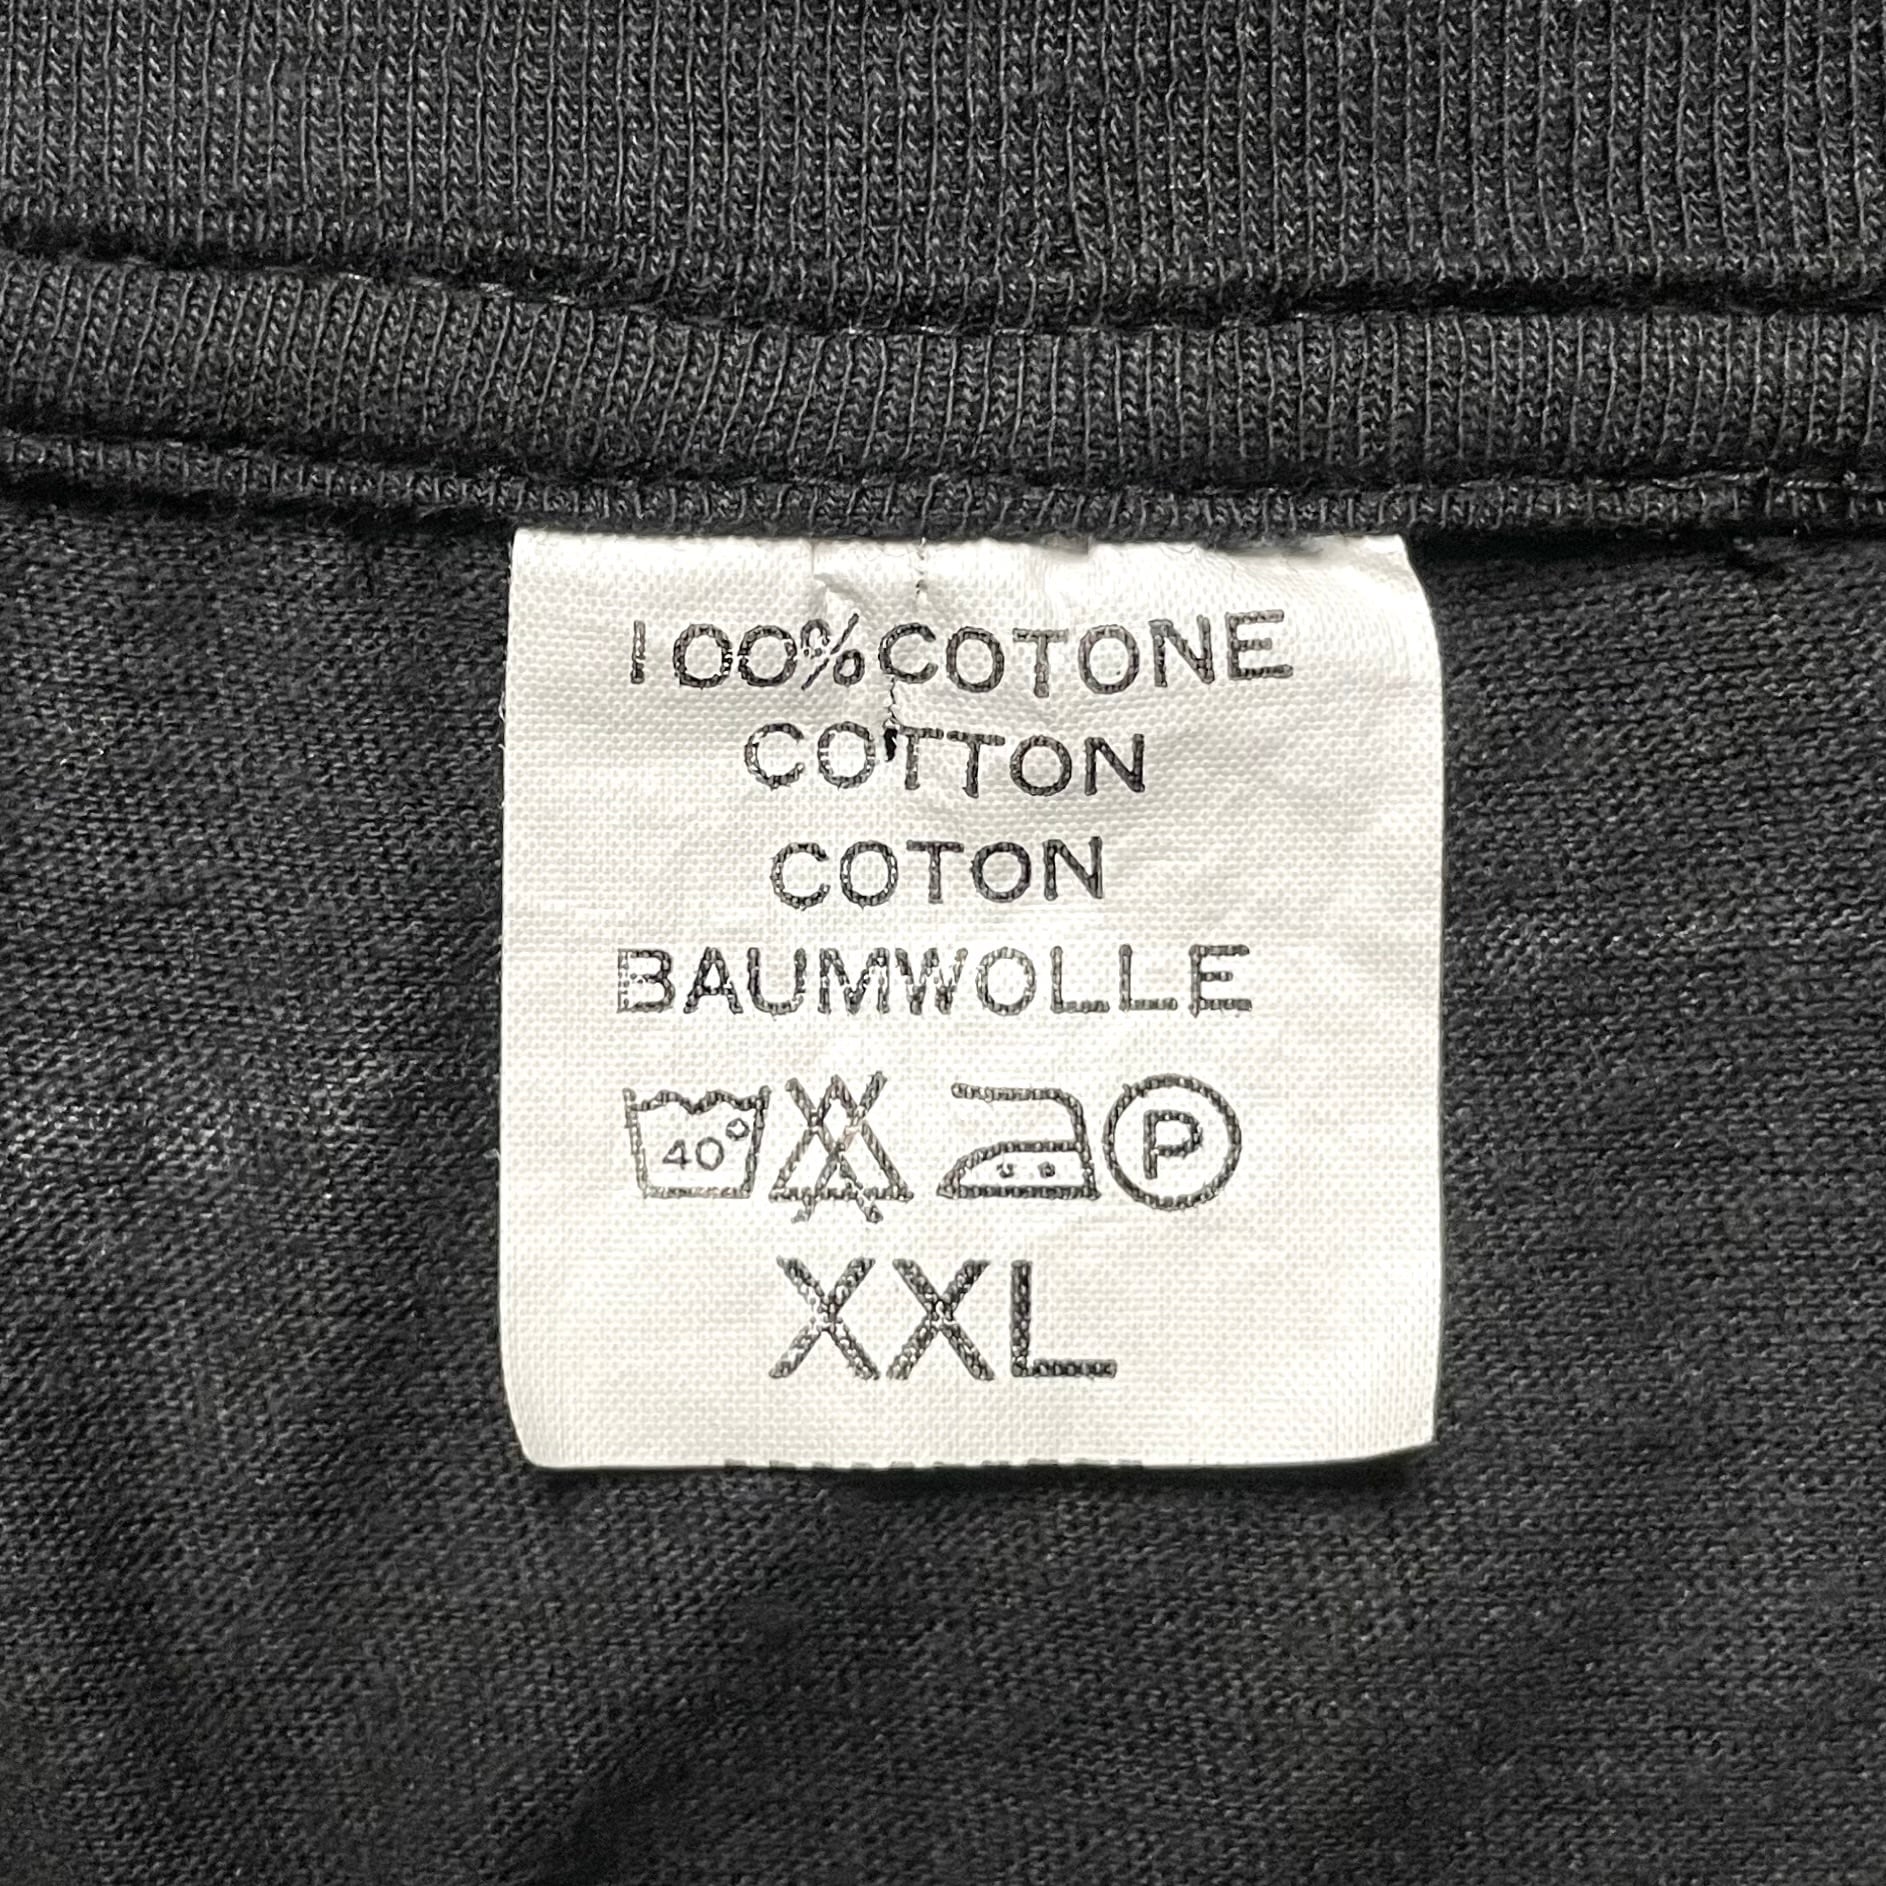 100% COTONE
COTTON
COTON
BAUMWOLLE
40° P
XXL